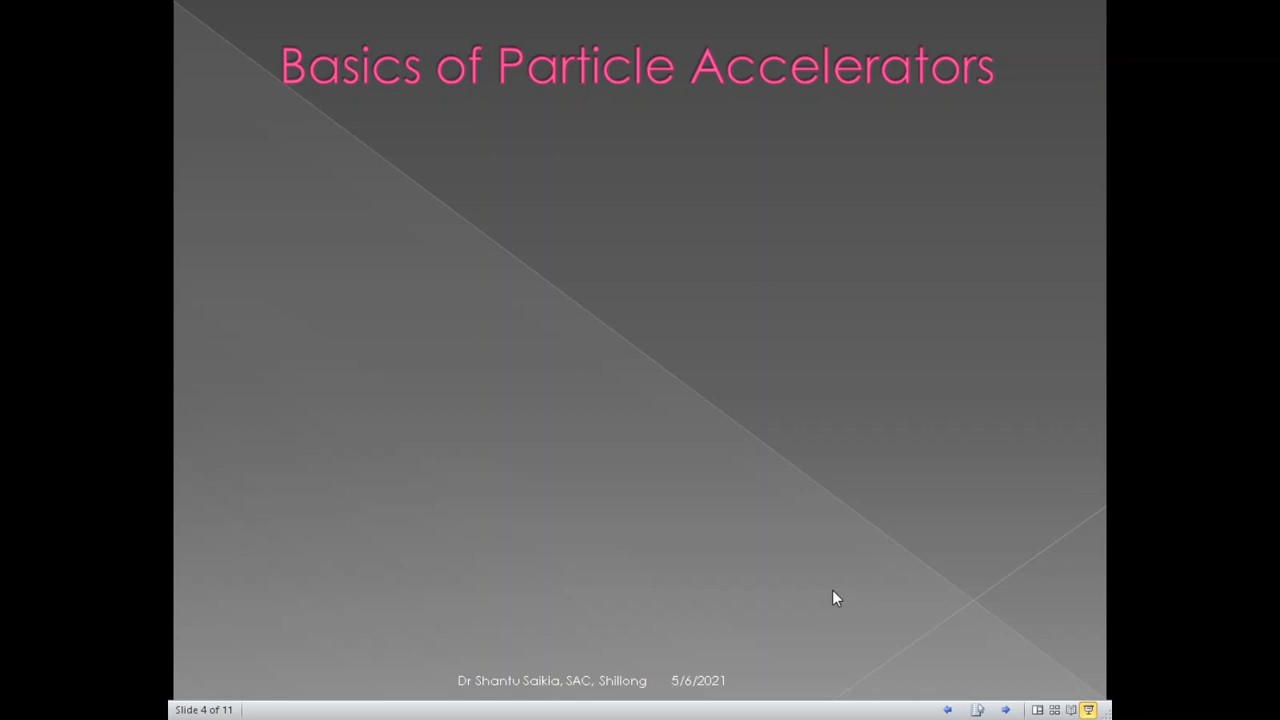 Basics of Particle Accelerators
Dr Shantu Saikia, SAC, Shillong 5/6/2021
Slide 4 of 11